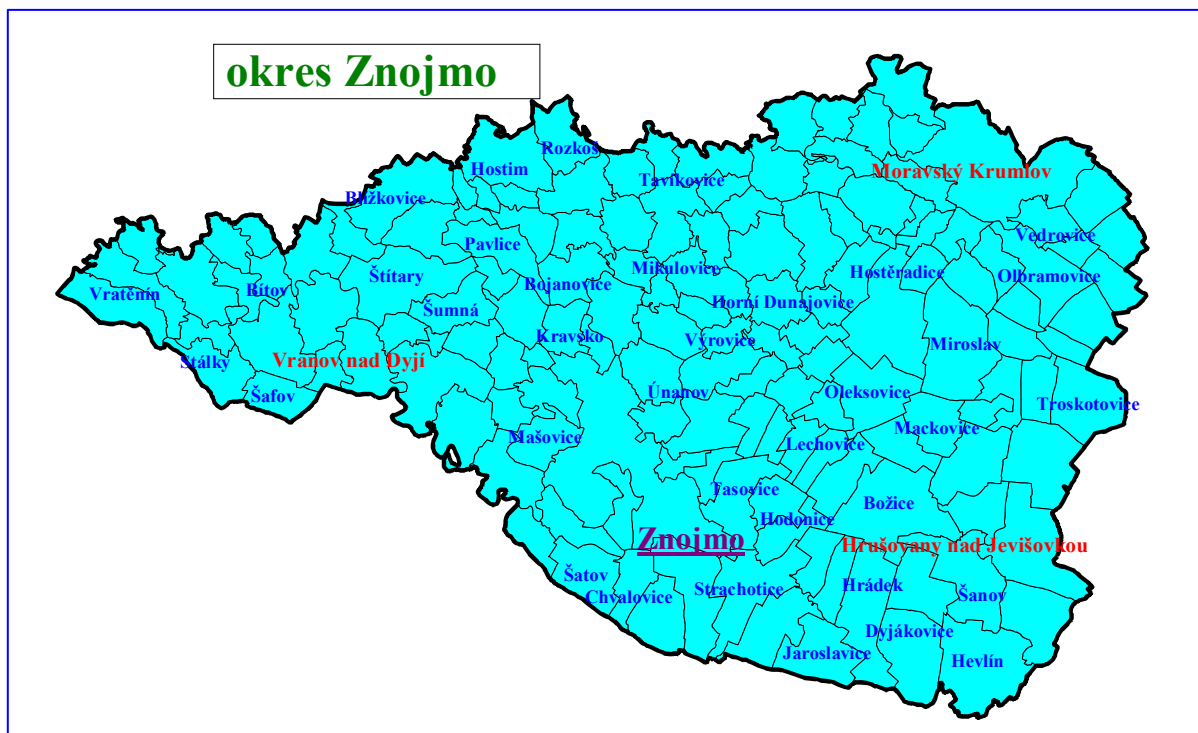 okres Znojmo
Rozkoš
Hostim
Tavíkovice
Moravský Krumlov
Blížkovice
Vedrovice
Pavlice
Mikulovice
Hostěradice
Olbramovice
Štítary
Bojanovice
Vratěnín
Bítov
Horní Dunajovice
Šumná
Kravsko
Výrovice
Miroslav
Stálky
Vranov nad Dyjí
Šafov
Únanov
Oleksovice
Troskotovice
Mackovice
Mašovice
Lechovice
Tasovice
Božice
Hodonice
Znojmo
Hrušovany nad Jevišovkou
Šatov
Chvalovice
Strachotice
Hrádek
Šanov
Dyjákovice
Jaroslavice
Hevlín